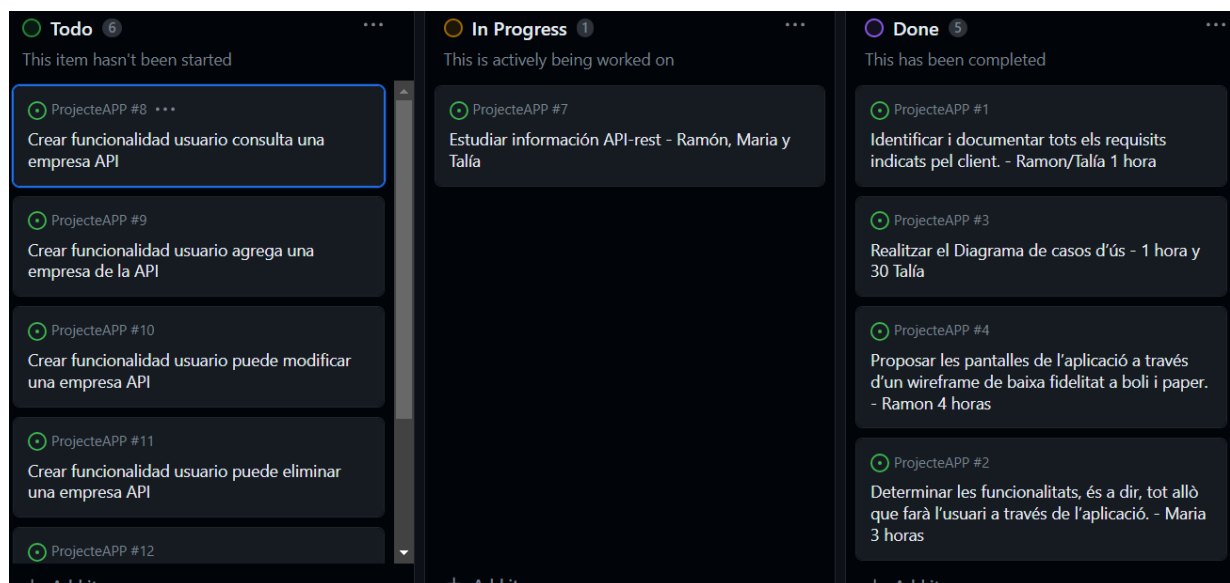 Todo 6
This item hasn't been started
ProjecteAPP #8
Crear funcionalidad usuario consulta una
empresa API
ProjecteAPP #9
Crear funcionalidad usuario agrega una
empresa de la API
ProjecteAPP #10
Crear funcionalidad usuario puede modificar
una empresa API
ProjecteAPP #11
Crear funcionalidad usuario puede eliminar
una empresa API
ProjecteAPP #12
In Progress 1
This is actively being worked on
ProjecteAPP #7
Estudiar información API-rest - Ramón, Maria y
Talía
Done 5
This has been completed
ProjecteAPP #1
Identificar i documentar tots els requisits
indicats pel client. - Ramon/Talía 1 hora
ProjecteAPP #3
Realitzar el Diagrama de casos d'ús - 1 hora y
30 Talía
ProjecteAPP #4
Proposar les pantalles de l'aplicació a través
d'un wireframe de baixa fidelitat a boli i paper.
- Ramon 4 horas
ProjecteAPP #2
Determinar les funcionalitats, és a dir, tot allò
que farà l'usuari a través de l'aplicació. - Maria
3 horas